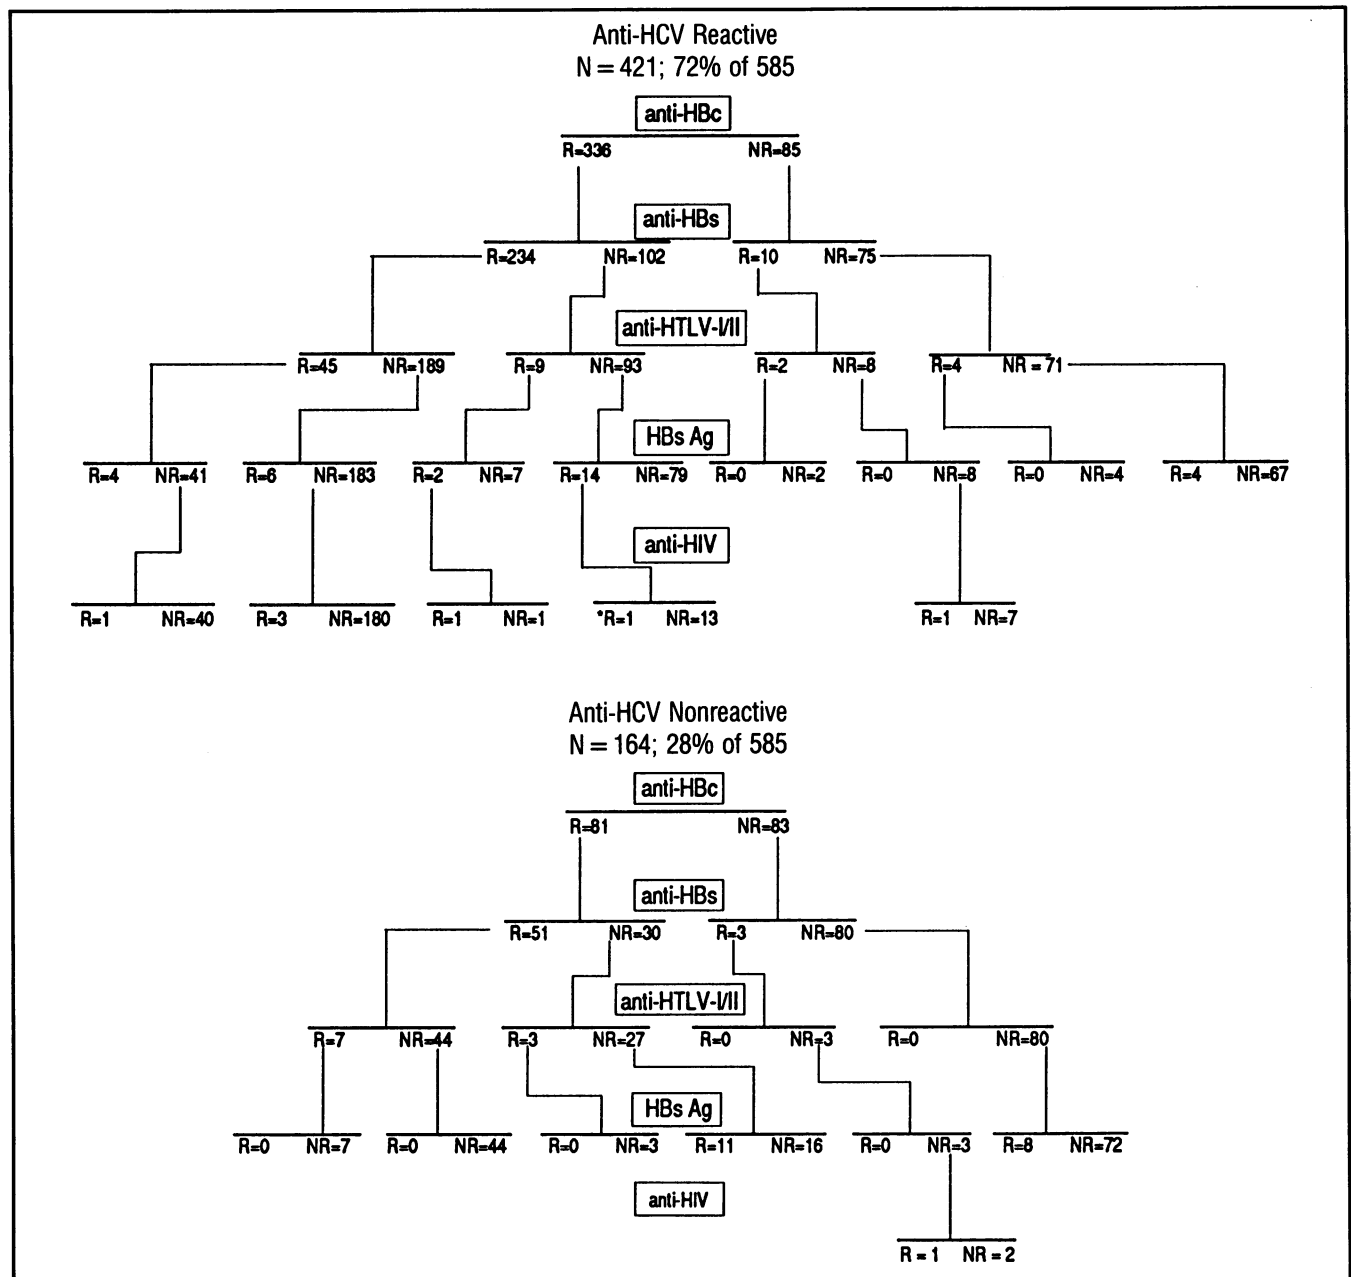 Anti-HCV Reactive
N = 421; 72% of 585
anti-HBc
R=336 NR=85
anti-HBs
R=234 NR=102 R=10 NR=75
anti-HTLV-I/II
R=45 NR=189 R=9 NR=93 R=2 NR=8 R=4 NR = 71
HBs Ag
R=4 NR=41 R=6 NR=183 R=2 NR=7 R=14 NR=79 R=0 NR=2 R=0 NR=8 R=0 NR=4 R=4 NR=67
anti-HIV
R=1 NR=40 R=3 NR=180 R=1 NR=1 *R=1 NR=13 R=1 NR=7
Anti-HCV Nonreactive
N = 164; 28% of 585
anti-HBc
R=81 NR=83
anti-HBs
R=51 NR=30 R=3 NR=80
anti-HTLV-I/II
R=7 NR=44 R=3 NR=27 R=0 NR=3 R=0 NR=80
HBs Ag
R=0 NR=7 R=0 NR=44 R=0 NR=3 R=11 NR=16 R=0 NR=3 R=8 NR=72
anti-HIV
R = 1 NR = 2